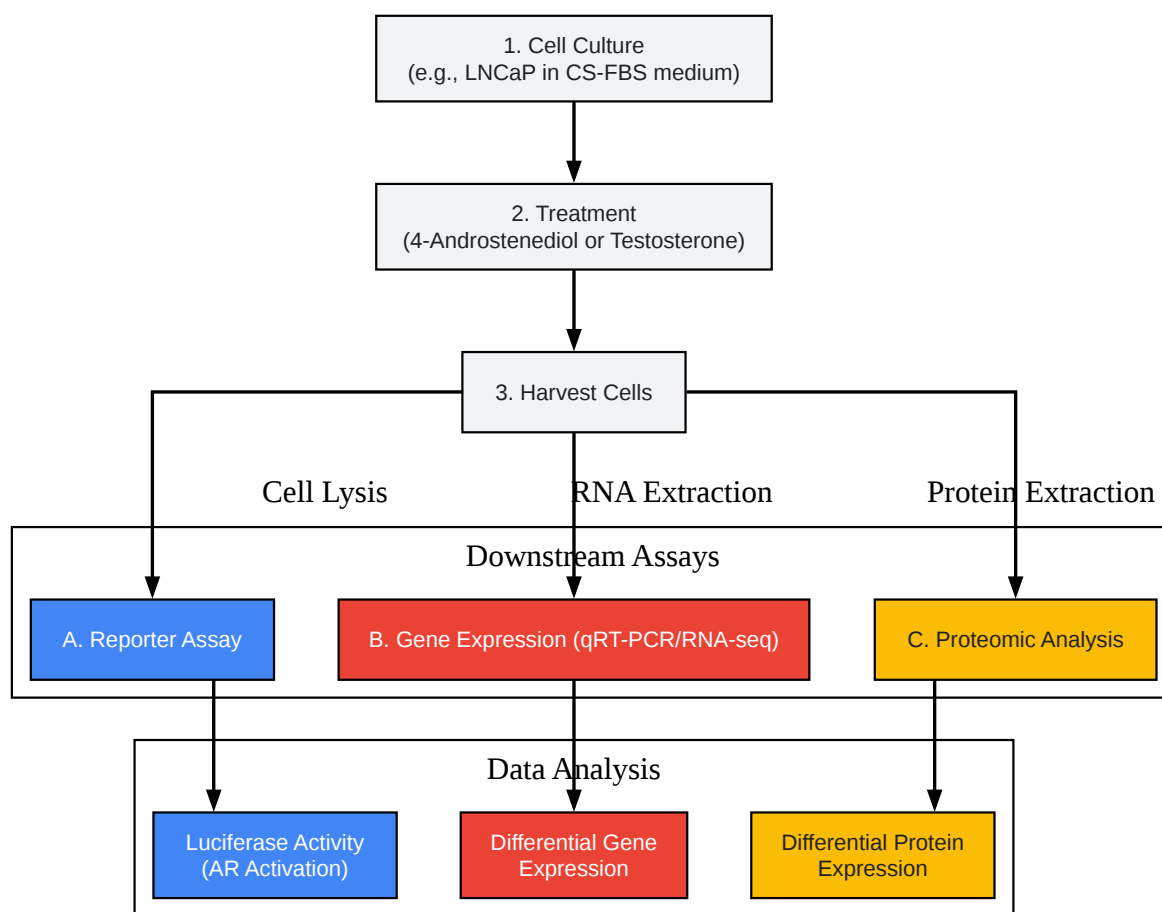 1. Cell Culture
(e.g., LNCaP in CS-FBS medium)
2. Treatment
(4-Androstenediol or Testosterone)
3. Harvest Cells
Cell Lysis
RNA Extraction
Protein Extraction
Downstream Assays
A. Reporter Assay
B. Gene Expression (qRT-PCR/RNA-seq)
C. Proteomic Analysis
Data Analysis
Luciferase Activity
(AR Activation)
Differential Gene
Expression
Differential Protein
Expression